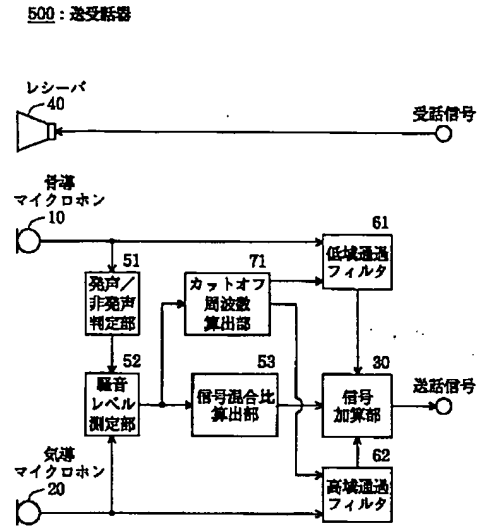 500：送受話器
レシーバ
40
受話信号
骨導
マイクロホン
10
61
低域通過
フィルタ
51
発声／
非発声
判定部
71
カットオフ
周波数
算出部
52
騒音
レベル
測定部
53
信号混合比
算出部
30
信号
加算部
送話信号
気導
マイクロホン
20
62
高域通過
フィルタ